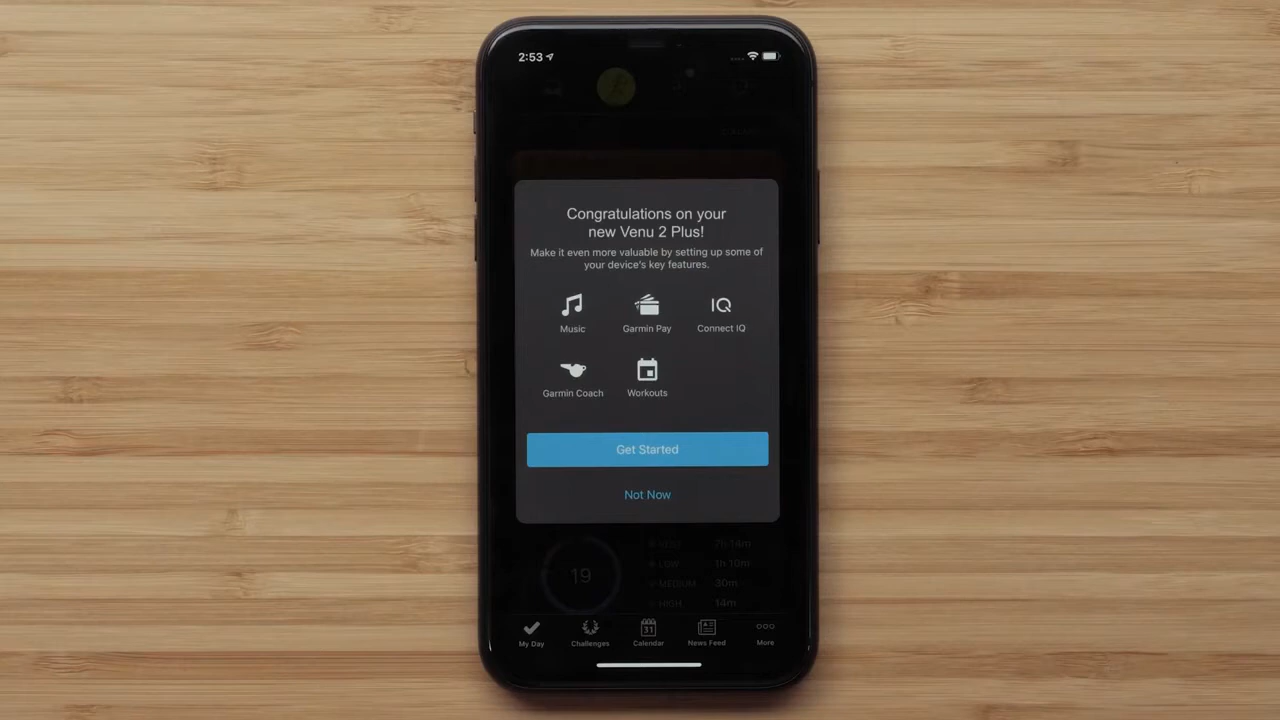 2:53
Congratulations on your
new Venu 2 Plus!
Make it even more valuable by setting up some of
your device's key features.
Music
Garmin Pay
IQ
Connect IQ
Garmin Coach
Workouts
Get Started
Not Now
7h 14m
LOW
1h 10m
19
MEDIUM
30m
HIGH
14m
31
My Day
Challenges
Calendar
News Feed
More